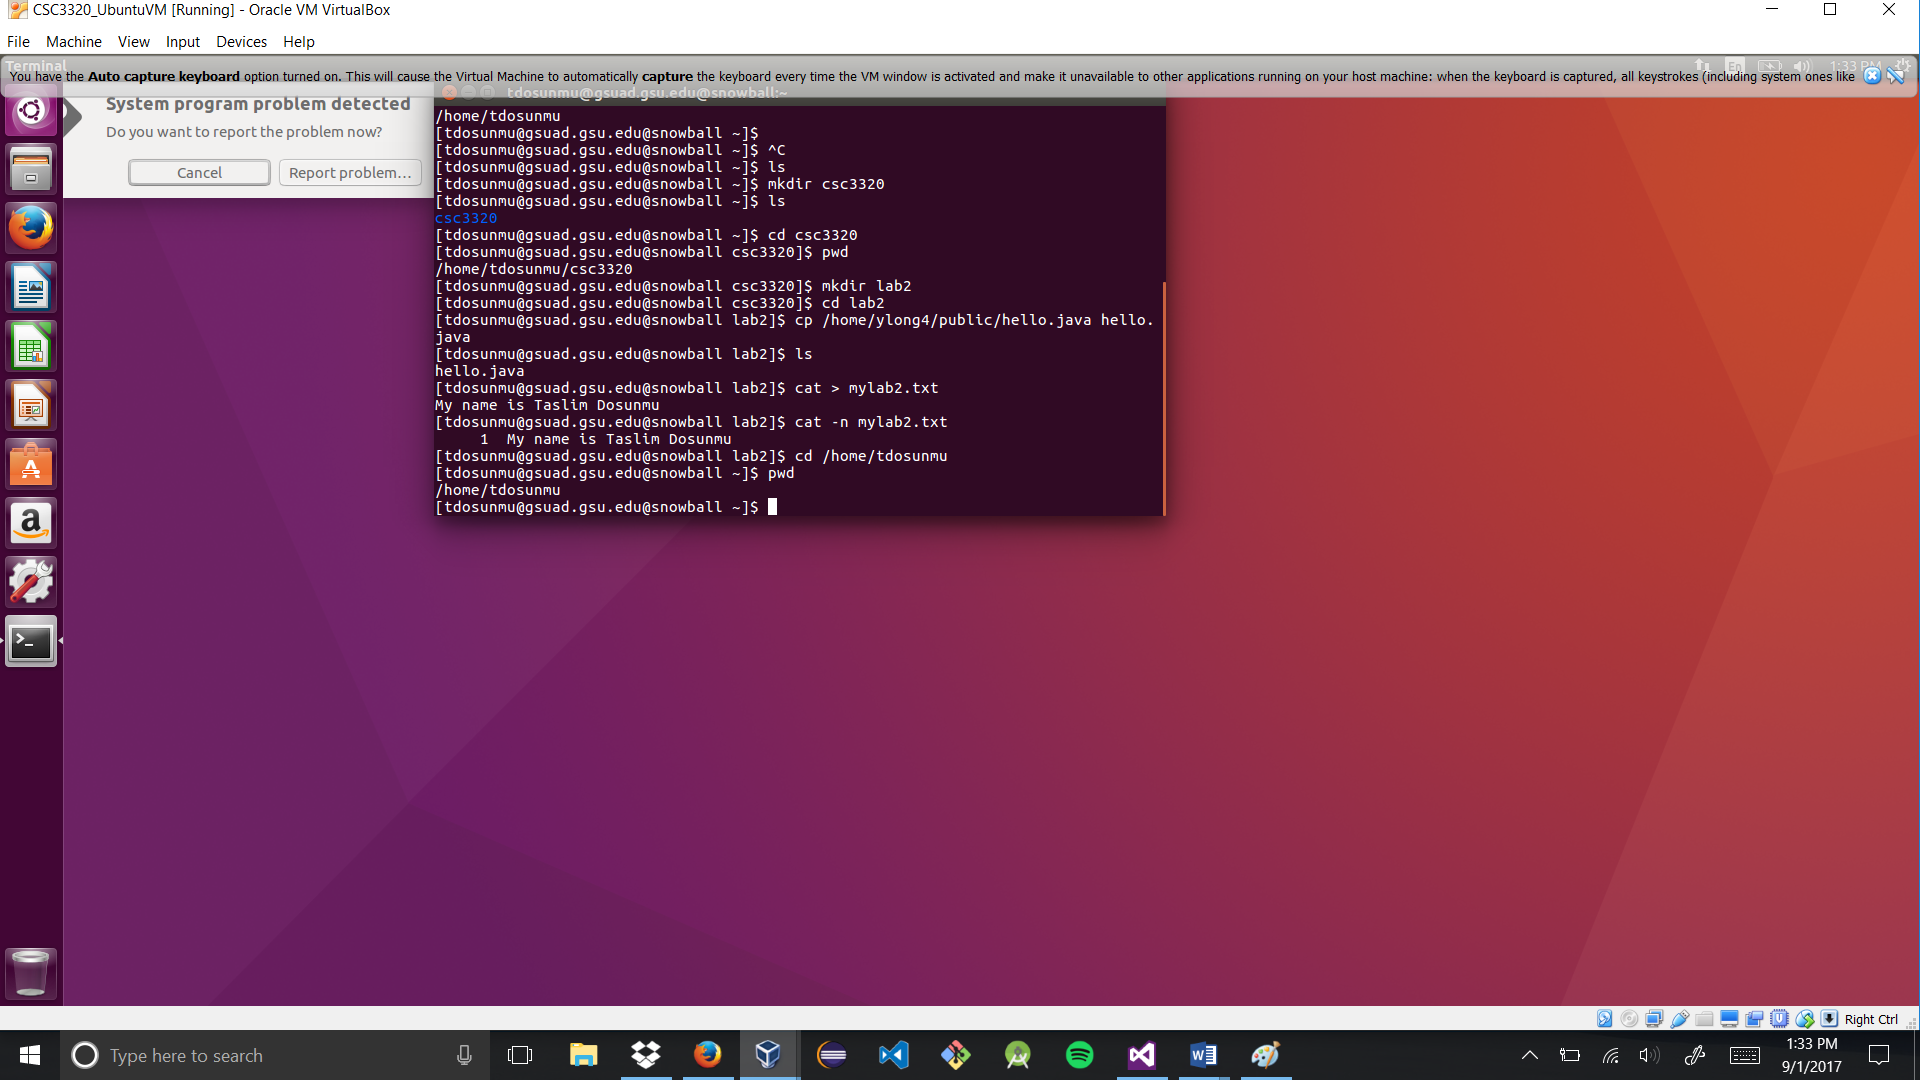 CSC3320_UbuntuVM [Running] - Oracle VM VirtualBox
File Machine View Input Devices Help
Terminal
En 1:33 PM
You have the Auto capture keyboard option turned on. This will cause the Virtual Machine to automatically capture the keyboard every time the VM window is activated and make it unavailable to other applications running on your host machine: when the keyboard is captured, all keystrokes (including system ones like
System program problem detected
Do you want to report the problem now?
Cancel Report problem...
tdosunmu@gsuad.gsu.edu@snowball:~
/home/tdosunmu
[tdosunmu@gsuad.gsu.edu@snowball ~]$
[tdosunmu@gsuad.gsu.edu@snowball ~]$ ^C
[tdosunmu@gsuad.gsu.edu@snowball ~]$ ls
[tdosunmu@gsuad.gsu.edu@snowball ~]$ mkdir csc3320
[tdosunmu@gsuad.gsu.edu@snowball ~]$ ls
csc3320
[tdosunmu@gsuad.gsu.edu@snowball ~]$ cd csc3320
[tdosunmu@gsuad.gsu.edu@snowball csc3320]$ pwd
/home/tdosunmu/csc3320
[tdosunmu@gsuad.gsu.edu@snowball csc3320]$ mkdir lab2
[tdosunmu@gsuad.gsu.edu@snowball csc3320]$ cd lab2
[tdosunmu@gsuad.gsu.edu@snowball lab2]$ cp /home/ylong4/public/hello.java hello.
java
[tdosunmu@gsuad.gsu.edu@snowball lab2]$ ls
hello.java
[tdosunmu@gsuad.gsu.edu@snowball lab2]$ cat > mylab2.txt
My name is Taslim Dosunmu
[tdosunmu@gsuad.gsu.edu@snowball lab2]$ cat -n mylab2.txt
1 My name is Taslim Dosunmu
[tdosunmu@gsuad.gsu.edu@snowball lab2]$ cd /home/tdosunmu
[tdosunmu@gsuad.gsu.edu@snowball ~]$ pwd
/home/tdosunmu
[tdosunmu@gsuad.gsu.edu@snowball ~]$
Right Ctrl
Type here to search
1:33 PM
9/1/2017